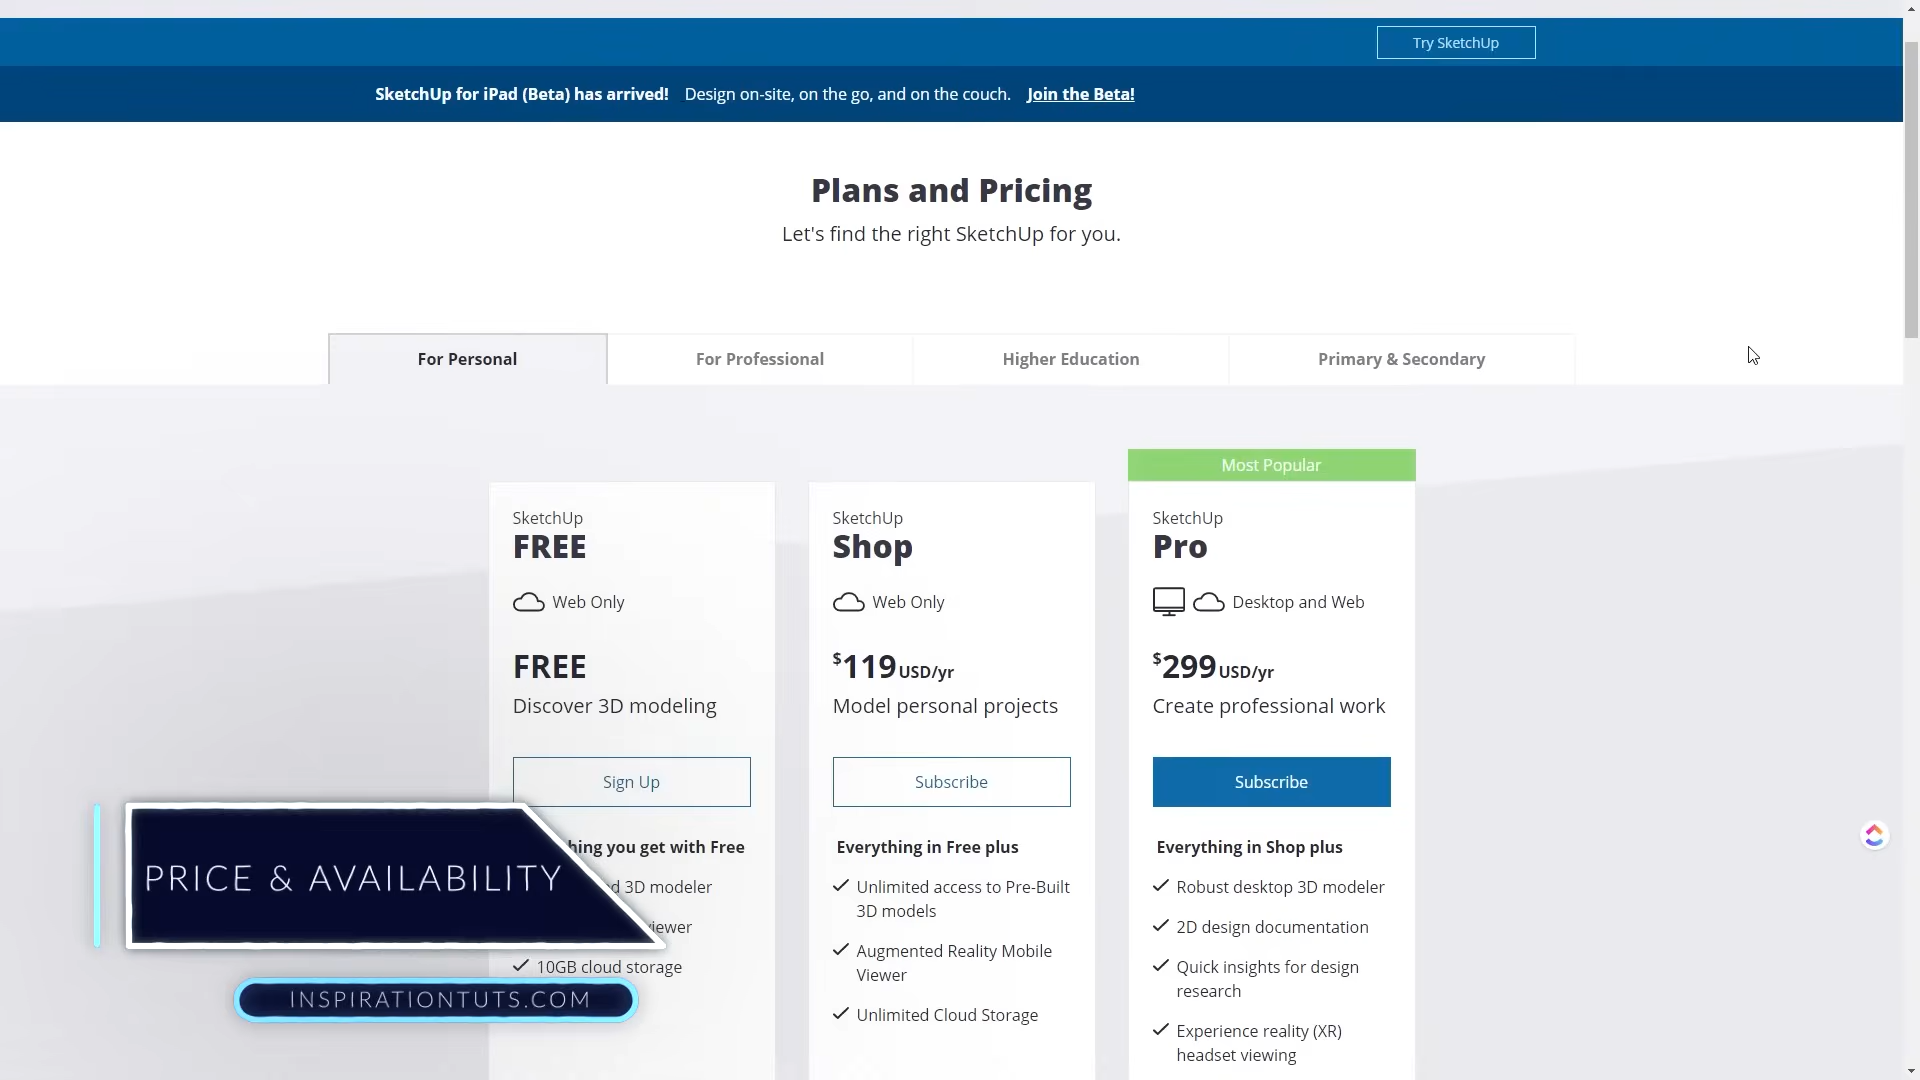 Try SketchUp
SketchUp for iPad (Beta) has arrived! Design on-site, on the go, and on the couch. Join the Beta!
Plans and Pricing
Let's find the right SketchUp for you.
For Personal
For Professional
Higher Education
Primary & Secondary
SketchUp
FREE
Web Only
FREE
Discover 3D modeling
Sign Up
you get with Free
3D modeler
10GB cloud storage
SketchUp
Shop
Web Only
$119 USD/yr
Model personal projects
Subscribe
Everything in Free plus
Unlimited access to Pre-Built
3D models
Augmented Reality Mobile
Viewer
Unlimited Cloud Storage
Most Popular
SketchUp
Pro
Desktop and Web
$299 USD/yr
Create professional work
Subscribe
Everything in Shop plus
Robust desktop 3D modeler
2D design documentation
Quick insights for design
research
Experience reality (XR)
headset viewing
PRICE & AVAILABILITY
INSPIRATIONTUTS.COM